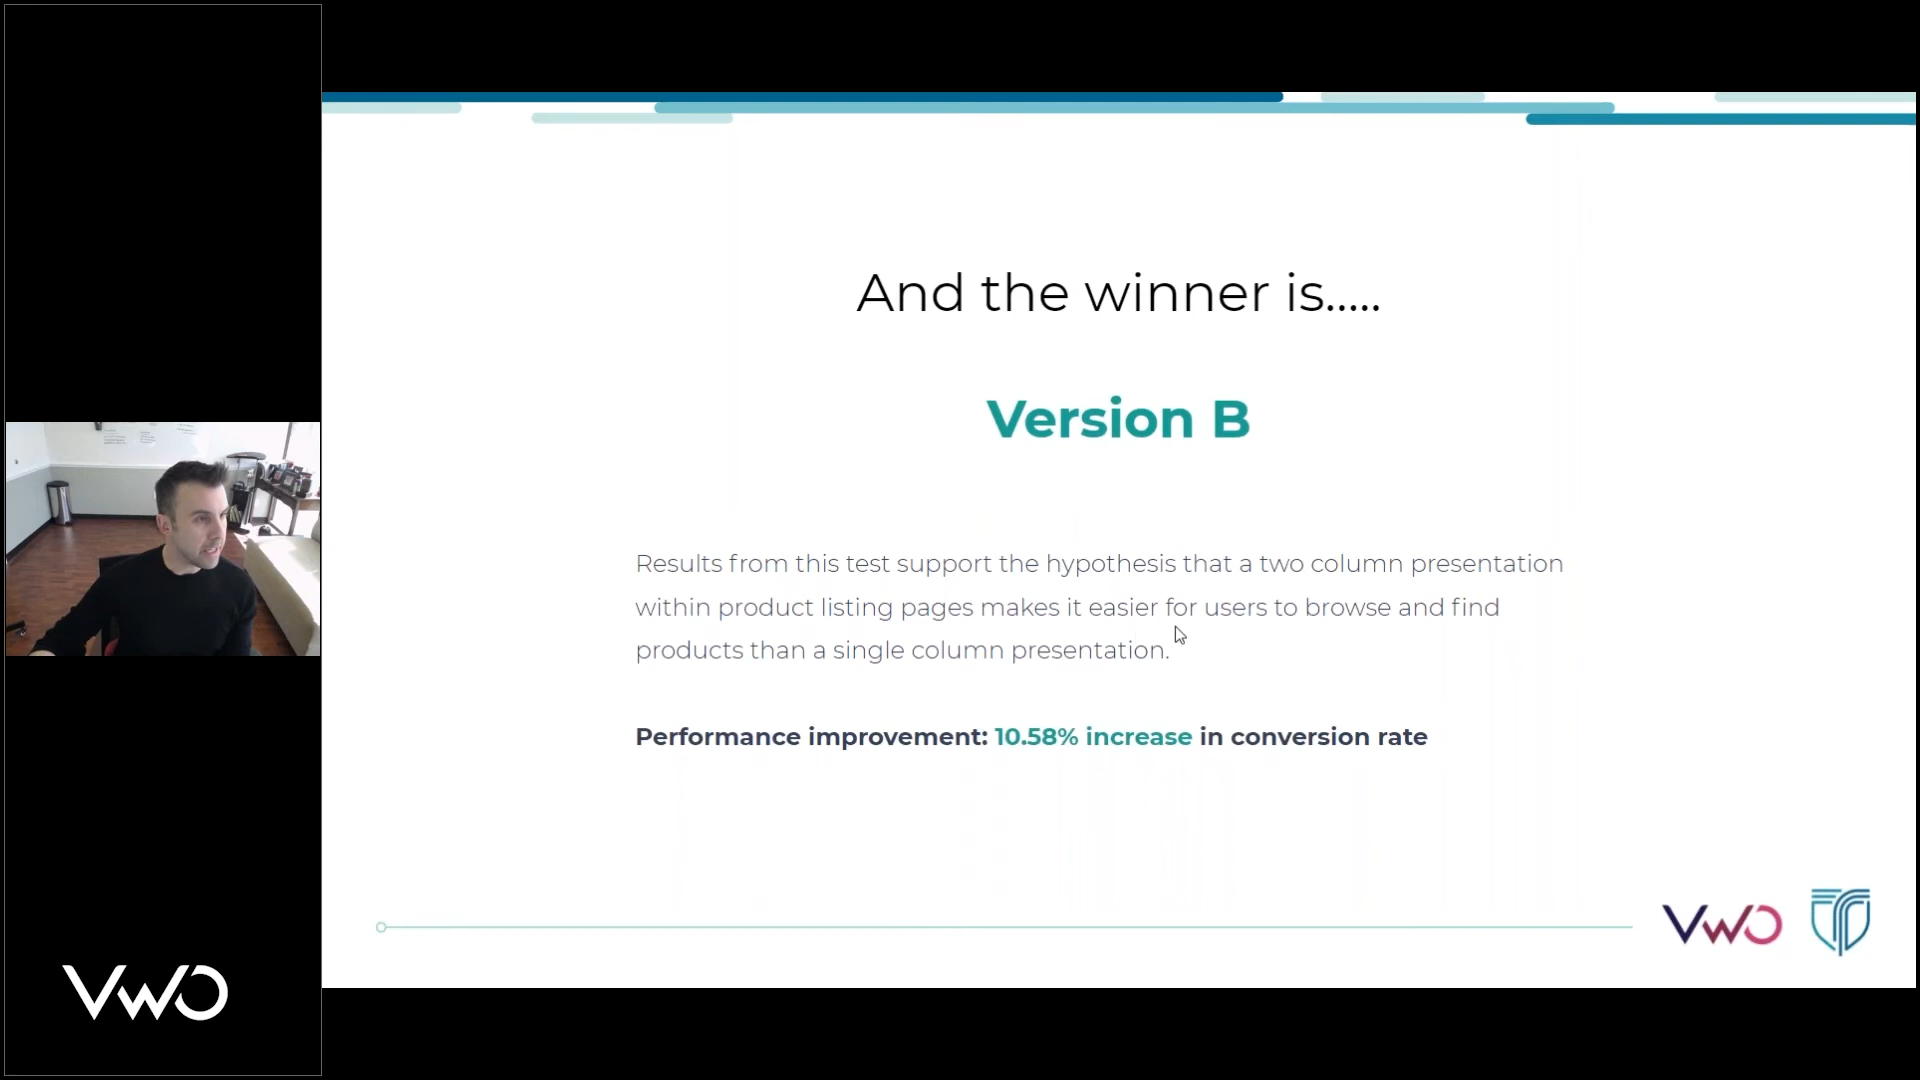 And the winner is.....
Version B
Results from this test support the hypothesis that a two column presentation
within product listing pages makes it easier for users to browse and find
products than a single column presentation.
Performance improvement: 10.58% increase in conversion rate
VWO
VWO